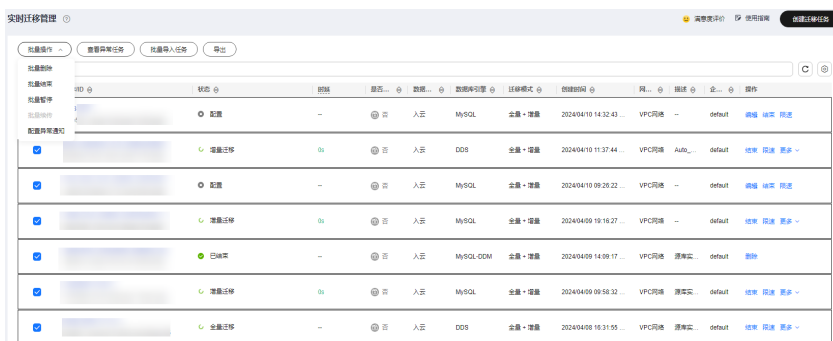 实时迁移管理
满意度评价 使用指南 创建迁移任务
批量操作 查看异常任务 批量导入任务 导出
批量删除
批量结束
批量暂停
批量续传
配置异常通知
状态 时延 是否... 数据... 数据库引擎 迁移模式 创建时间 网... 描述 企... 操作
配置 -- 否 入云 MySQL 全量+增量 2024/04/10 14:32:43 ... VPC网络 -- default 编辑 结束 限速
增量迁移 0s 否 入云 DDS 全量+增量 2024/04/10 11:37:44 ... VPC网络 Auto_... default 结束 限速 更多
配置 -- 否 入云 MySQL 全量+增量 2024/04/10 09:26:22 ... VPC网络 -- default 编辑 结束 限速
增量迁移 0s 否 入云 MySQL 全量+增量 2024/04/09 19:16:27 ... VPC网络 -- default 结束 限速 更多
已结束 -- 否 入云 MySQL-DDM 全量+增量 2024/04/09 14:09:17 ... VPC网络 源库实... default 删除
增量迁移 0s 否 入云 MySQL 全量+增量 2024/04/09 09:58:32 ... VPC网络 源库实... default 结束 限速 更多
全量迁移 -- 否 入云 DDS 全量+增量 2024/04/08 16:31:55 ... VPC网络 源库实... default 结束 限速 更多